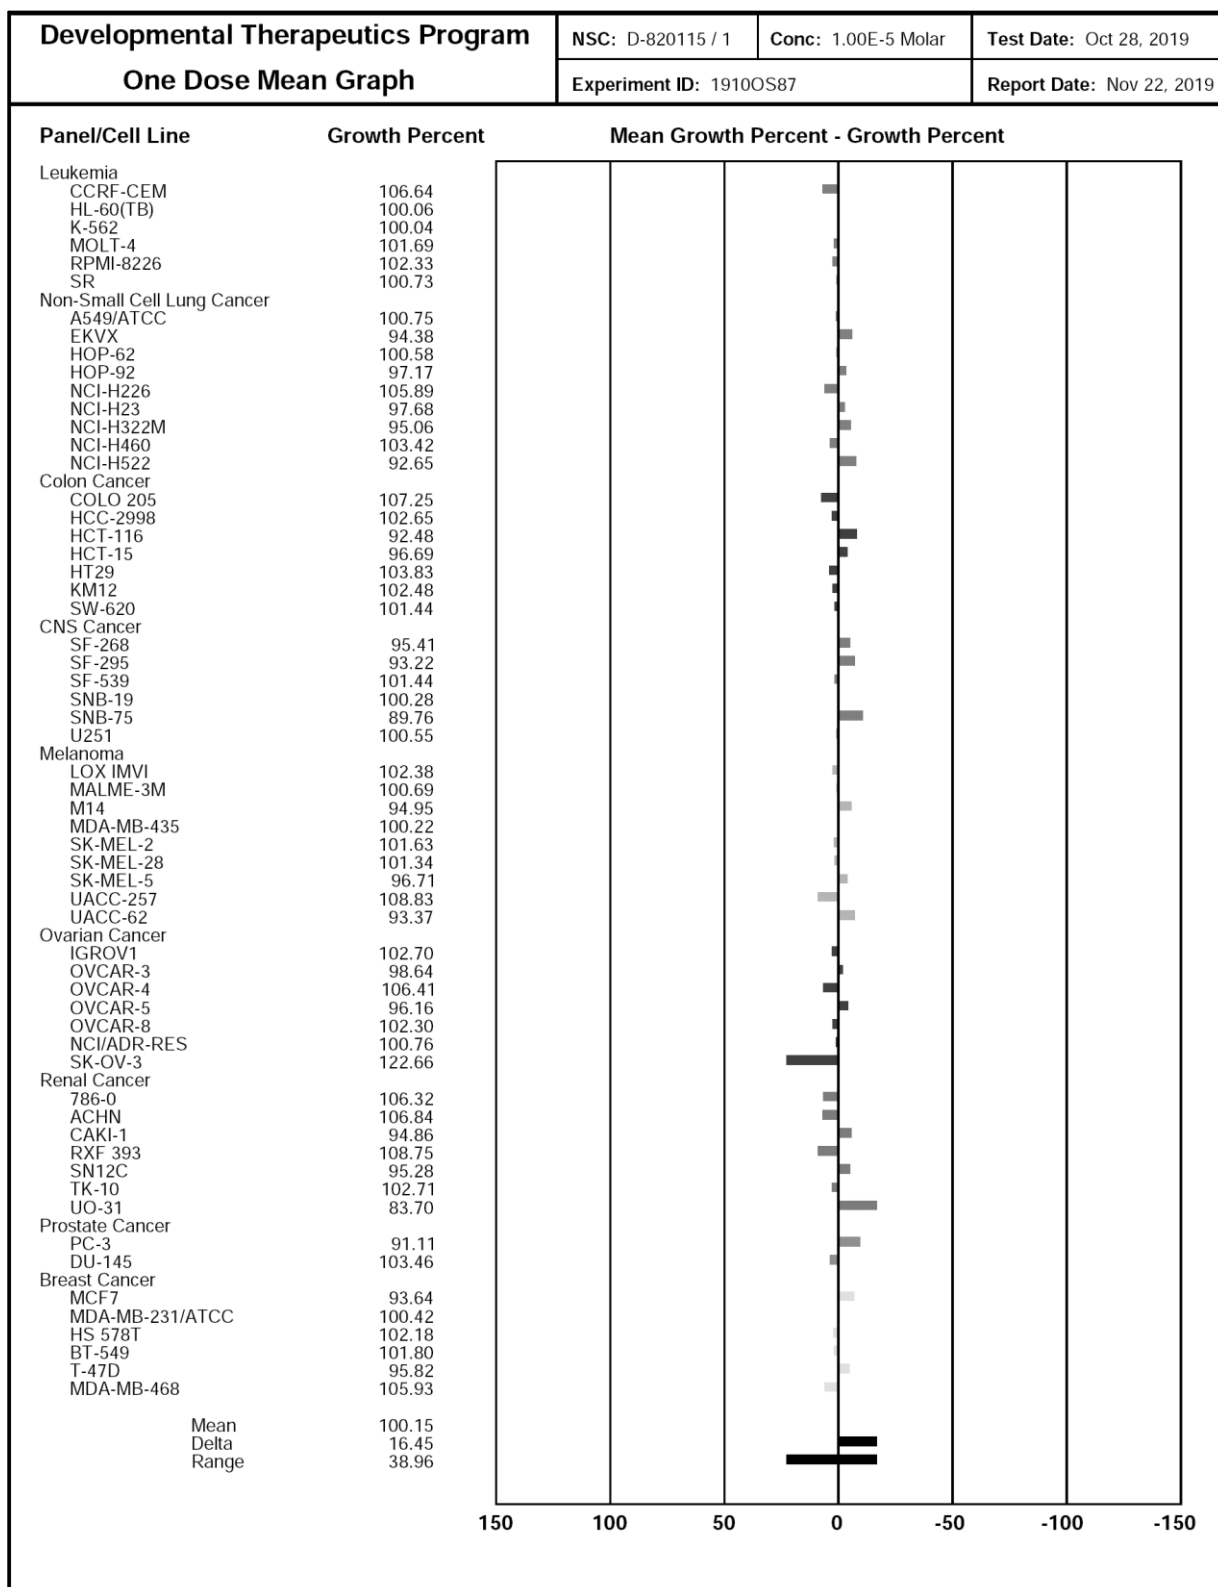 Developmental Therapeutics Program
One Dose Mean Graph
NSC: D-820115 / 1
Conc: 1.00E-5 Molar
Test Date: Oct 28, 2019
Experiment ID: 1910OS87
Report Date: Nov 22, 2019
Panel/Cell Line Growth Percent Mean Growth Percent - Growth Percent
Leukemia
CCRF-CEM 106.64
HL-60(TB) 100.06
K-562 100.04
MOLT-4 101.69
RPMI-8226 102.33
SR 100.73
Non-Small Cell Lung Cancer
A549/ATCC 100.75
EKVX 94.38
HOP-62 100.58
HOP-92 97.17
NCI-H226 105.89
NCI-H23 97.68
NCI-H322M 95.06
NCI-H460 103.42
NCI-H522 92.65
Colon Cancer
COLO 205 107.25
HCC-2998 102.65
HCT-116 92.48
HCT-15 96.69
HT29 103.83
KM12 102.48
SW-620 101.44
CNS Cancer
SF-268 95.41
SF-295 93.22
SF-539 101.44
SNB-19 100.28
SNB-75 89.76
U251 100.55
Melanoma
LOX IMVI 102.38
MALME-3M 100.69
M14 94.95
MDA-MB-435 100.22
SK-MEL-2 101.63
SK-MEL-28 101.34
SK-MEL-5 96.71
UACC-257 108.83
UACC-62 93.37
Ovarian Cancer
IGROV1 102.70
OVCAR-3 98.64
OVCAR-4 106.41
OVCAR-5 96.16
OVCAR-8 102.30
NCI/ADR-RES 100.76
SK-OV-3 122.66
Renal Cancer
786-0 106.32
ACHN 106.84
CAKI-1 94.86
RXF 393 108.75
SN12C 95.28
TK-10 102.71
UO-31 83.70
Prostate Cancer
PC-3 91.11
DU-145 103.46
Breast Cancer
MCF7 93.64
MDA-MB-231/ATCC 100.42
HS 578T 102.18
BT-549 101.80
T-47D 95.82
MDA-MB-468 105.93
Mean 100.15
Delta 16.45
Range 38.96
150 100 50 0 -50 -100 -150